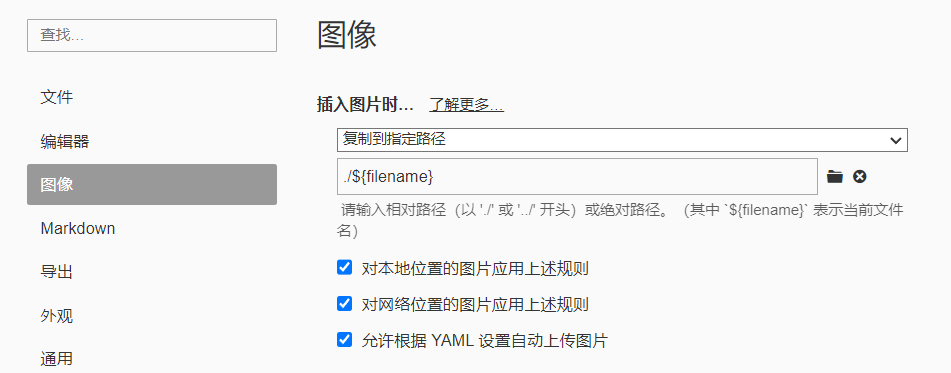 查找...
文件
编辑器
图像
Markdown
导出
外观
通用
图像
插入图片时... 了解更多...
复制到指定路径
./${filename}
请输入相对路径（以 './' 或 '../' 开头）或绝对路径。（其中 `${filename}` 表示当前文件
名）
对本地位置的图片应用上述规则
对网络位置的图片应用上述规则
允许根据 YAML 设置自动上传图片